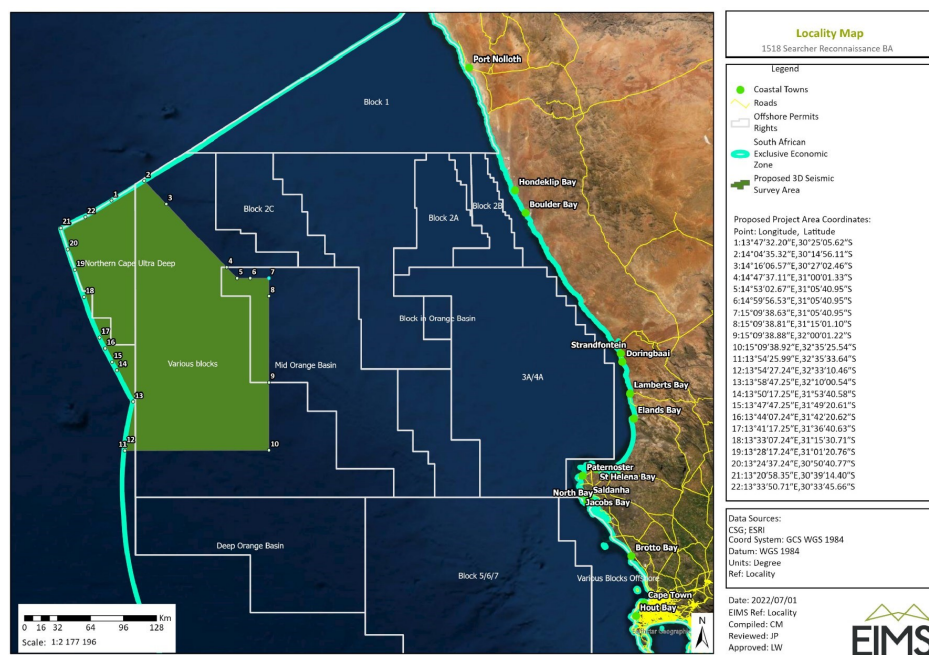 Port Nolloth
Block 1
2
1
3
Hondeklip Bay
22
Block 2C
Block 2A
Block 2B
Boulder Bay
21
20
19
Northern Cape Ultra Deep
4
5
6
7
18
8
Block in Orange Basin
17
16
Strandfontein
Doringbaai
15
14
Various blocks
Mid Orange Basin
9
3A/4A
Lamberts Bay
13
Elands Bay
12
11
10
Paternoster
St Helena Bay
North Bay
Saldanha
Jacobs Bay
Deep Orange Basin
Brotto Bay
Block 5/6/7
Various Blocks Offshore
Cape Town
Hout Bay
0 16 32 64 96 128
Km
Scale: 1:2 177 196
N
Locality Map
1518 Searcher Reconnaissance BA
Legend
Coastal Towns
Roads
Offshore Permits
Rights
South African
Exclusive Economic
Zone
Proposed 3D Seismic
Survey Area
Proposed Project Area Coordinates:
Point: Longitude, Latitude
1:13°47'32.20"E,30°25'05.62"S
2:14°04'35.32"E,30°14'56.11"S
3:14°16'06.57"E,30°27'02.46"S
4:14°47'37.11"E,31°00'01.33"S
5:14°53'02.67"E,31°05'40.95"S
6:14°59'56.53"E,31°05'40.95"S
7:15°09'38.63"E,31°05'40.95"S
8:15°09'38.81"E,31°15'01.10"S
9:15°09'38.88"E,32°00'01.22"S
10:15°09'38.92"E,32°35'25.54"S
11:13°54'25.99"E,32°35'33.64"S
12:13°54'27.24"E,32°33'10.46"S
13:13°58'47.25"E,32°10'00.54"S
14:13°50'17.25"E,31°53'40.58"S
15:13°47'47.25"E,31°49'20.61"S
16:13°44'07.24"E,31°42'20.62"S
17:13°41'17.25"E,31°36'40.63"S
18:13°33'07.24"E,31°15'30.71"S
19:13°28'17.24"E,31°01'20.76"S
20:13°24'37.24"E,30°50'40.77"S
21:13°20'58.35"E,30°39'14.40"S
22:13°33'50.71"E,30°33'45.66"S
Data Sources:
CSG; ESRI
Coord System: GCS WGS 1984
Datum: WGS 1984
Units: Degree
Ref: Locality
Date: 2022/07/01
EIMS Ref: Locality
Compiled: CM
Reviewed: JP
Approved: LW
EIMS